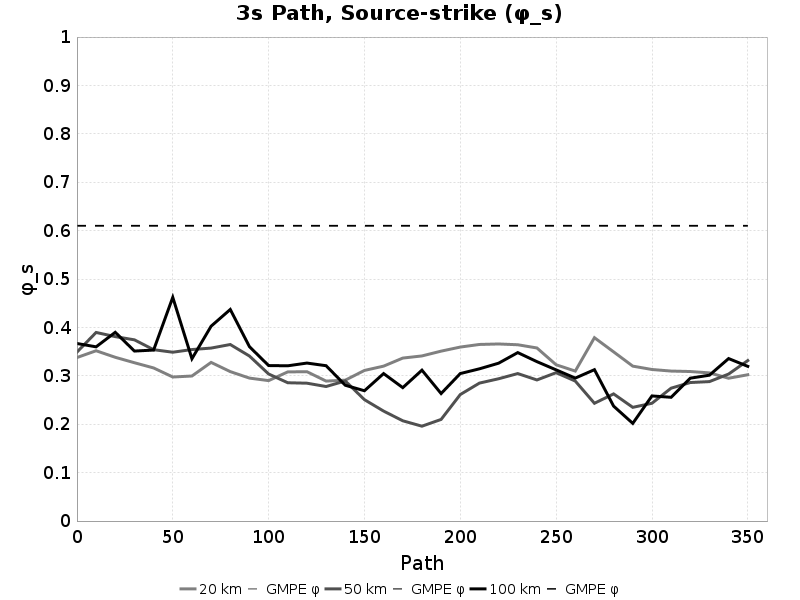 3s Path, Source-strike (φ_s)
1
0.9
0.8
0.7
0.6
0.5
0.4
0.3
0.2
0.1
0
φ_s
0 50 100 150 200 250 300 350
Path
20 km GMPE φ 50 km GMPE φ 100 km GMPE φ